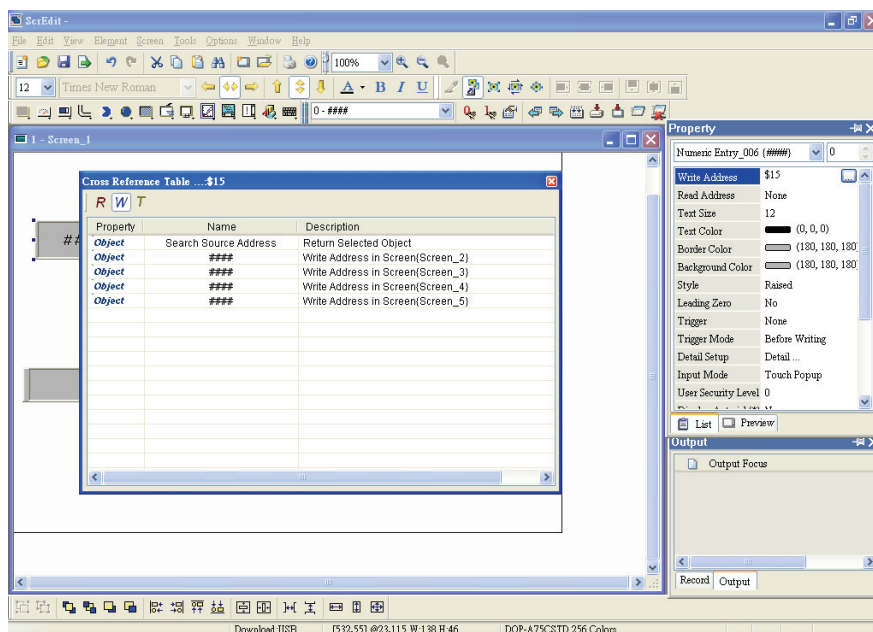 ScrEdit -
File Edit View Element Screen Tools Options Window Help
100%
12 Times New Roman A B I U
0 - ####
1 - Screen_1
##
Cross Reference Table ...:$15
R W T
Property Name Description
Object Search Source Address Return Selected Object
Object #### Write Address in Screen{Screen_2}
Object #### Write Address in Screen{Screen_3}
Object #### Write Address in Screen{Screen_4}
Object #### Write Address in Screen{Screen_5}
Property
Numeric Entry_006 {####} 0
Write Address $15 ...
Read Address None
Text Size 12
Text Color (0, 0, 0)
Border Color (180, 180, 180
Background Color (180, 180, 180
Style Raised
Leading Zero No
Trigger None
Trigger Mode Before Writing
Detail Setup Detail ...
Input Mode Touch Popup
User Security Level 0
List Preview
Output
Output Focus
Record Output
Download:USB [532,55] @23,115 W:138 H:46 DOP-A75CSTD 256 Colors